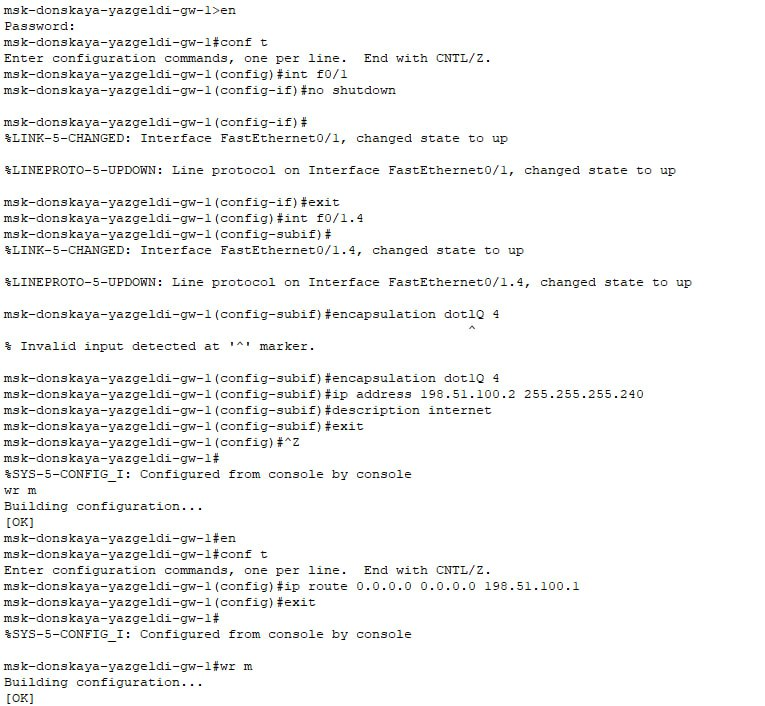 msk-donskaya-yazgeldi-gw-1>en
Password:
msk-donskaya-yazgeldi-gw-1#conf t
Enter configuration commands, one per line.  End with CNTL/Z.
msk-donskaya-yazgeldi-gw-1(config)#int f0/1
msk-donskaya-yazgeldi-gw-1(config-if)#no shutdown

msk-donskaya-yazgeldi-gw-1(config-if)#
%LINK-5-CHANGED: Interface FastEthernet0/1, changed state to up

%LINEPROTO-5-UPDOWN: Line protocol on Interface FastEthernet0/1, changed state to up

msk-donskaya-yazgeldi-gw-1(config-if)#exit
msk-donskaya-yazgeldi-gw-1(config)#int f0/1.4
msk-donskaya-yazgeldi-gw-1(config-subif)#
%LINK-5-CHANGED: Interface FastEthernet0/1.4, changed state to up

%LINEPROTO-5-UPDOWN: Line protocol on Interface FastEthernet0/1.4, changed state to up

msk-donskaya-yazgeldi-gw-1(config-subif)#encapsulation dotlQ 4
^
% Invalid input detected at '^' marker.

msk-donskaya-yazgeldi-gw-1(config-subif)#encapsulation dot1Q 4
msk-donskaya-yazgeldi-gw-1(config-subif)#ip address 198.51.100.2 255.255.255.240
msk-donskaya-yazgeldi-gw-1(config-subif)#description internet
msk-donskaya-yazgeldi-gw-1(config-subif)#exit
msk-donskaya-yazgeldi-gw-1(config)#^Z
msk-donskaya-yazgeldi-gw-1#
%SYS-5-CONFIG_I: Configured from console by console
wr m
Building configuration...
[OK]
msk-donskaya-yazgeldi-gw-1#en
msk-donskaya-yazgeldi-gw-1#conf t
Enter configuration commands, one per line.  End with CNTL/Z.
msk-donskaya-yazgeldi-gw-1(config)#ip route 0.0.0.0 0.0.0.0 198.51.100.1
msk-donskaya-yazgeldi-gw-1(config)#exit
msk-donskaya-yazgeldi-gw-1#
%SYS-5-CONFIG_I: Configured from console by console

msk-donskaya-yazgeldi-gw-1#wr m
Building configuration...
[OK]